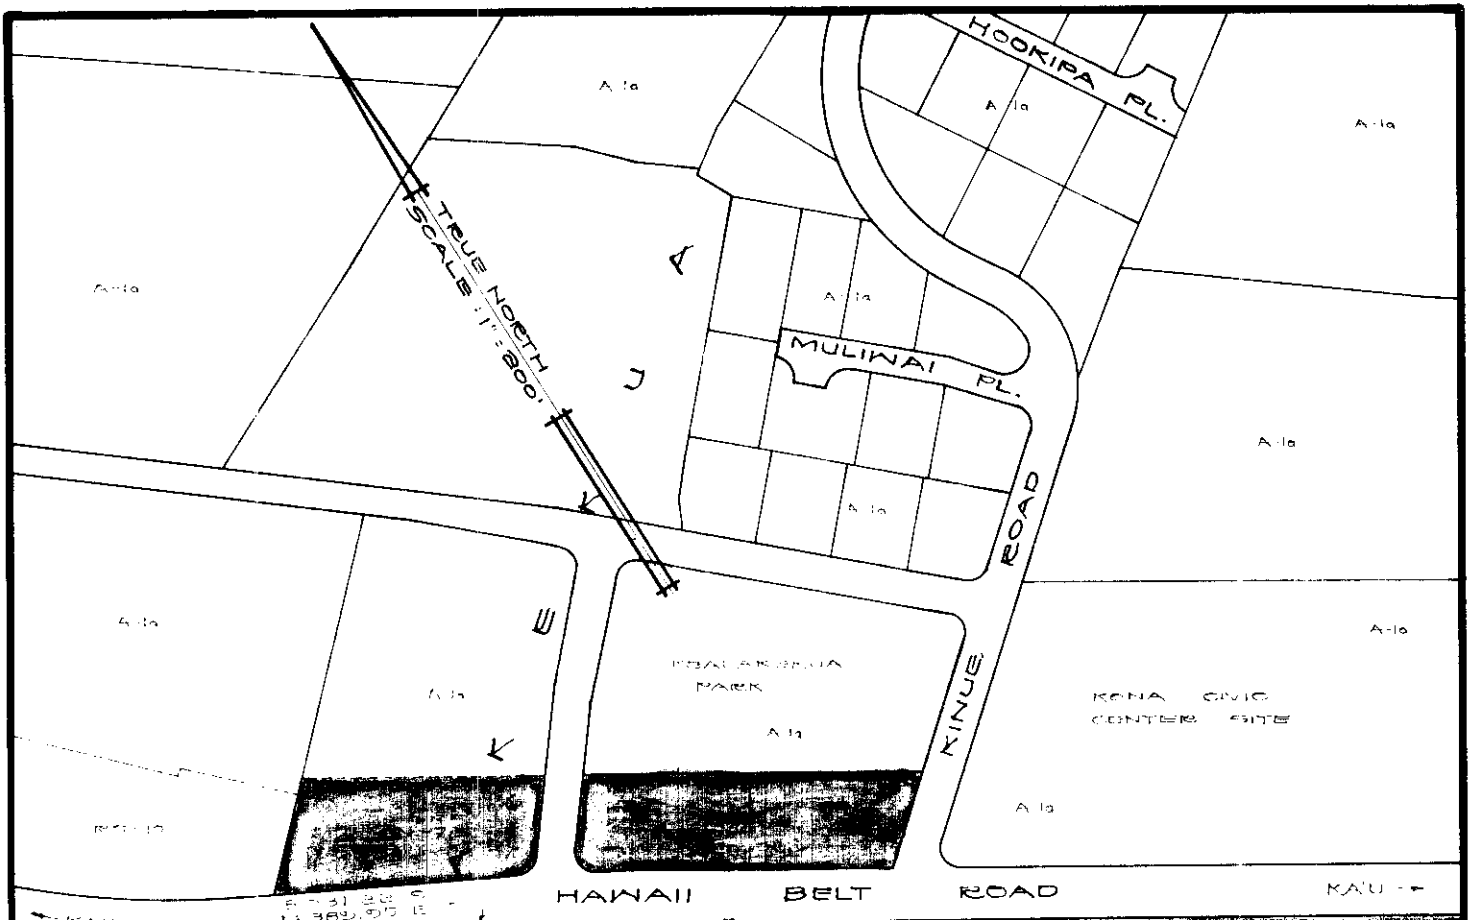 HOOKIPA PL.
A-1a
A-1a
A-1a
TRUE NORTH
SCALE : 1" = 200'
A-1a
A-1a
MULIWAI PL.
A-1a
A-1a
ROAD
A-1a
A-1a
A-1a
PARK
A-1a
KINUE
KONA CIVIC
CENTER SITE
A-1a
K E K A U
HAWAII BELT ROAD
KA'U